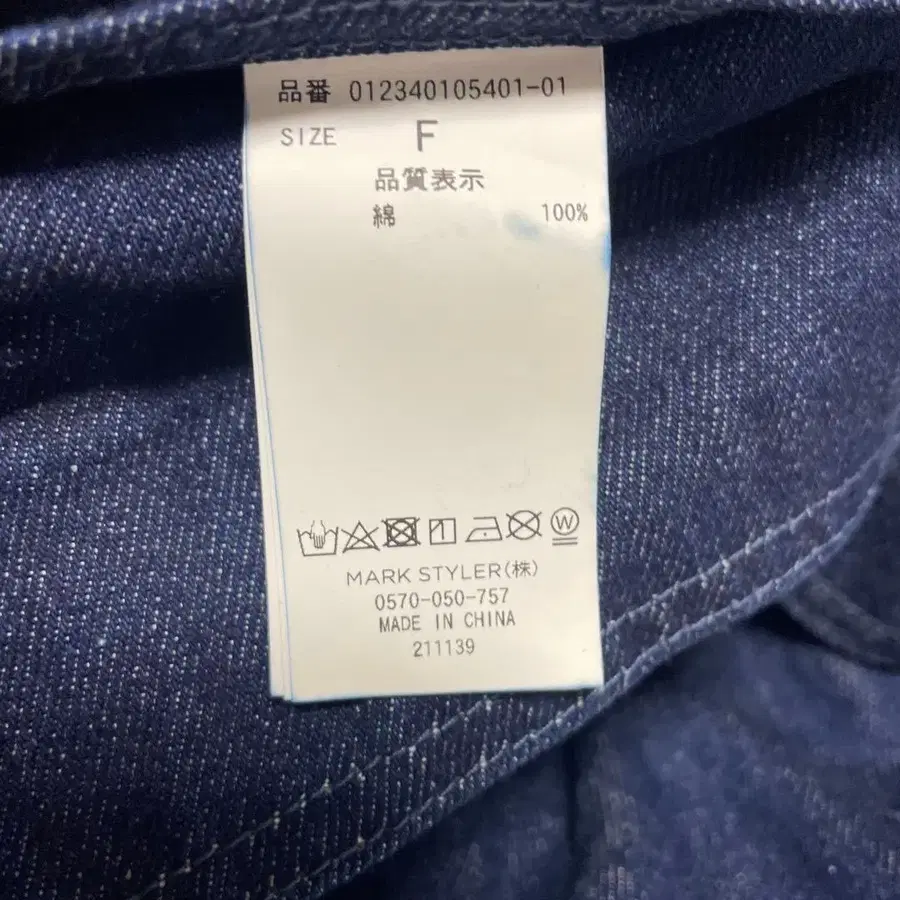 品番 012340105401-01
SIZE F
品質表示
綿 100%
W
MARK STYLER(株)
0570-050-757
MADE IN CHINA
211139